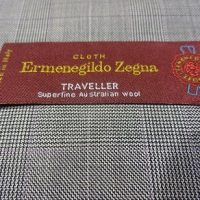 CLOTH
Ermenegildo Zegna
TRAVELLER
Superfine Australian wool